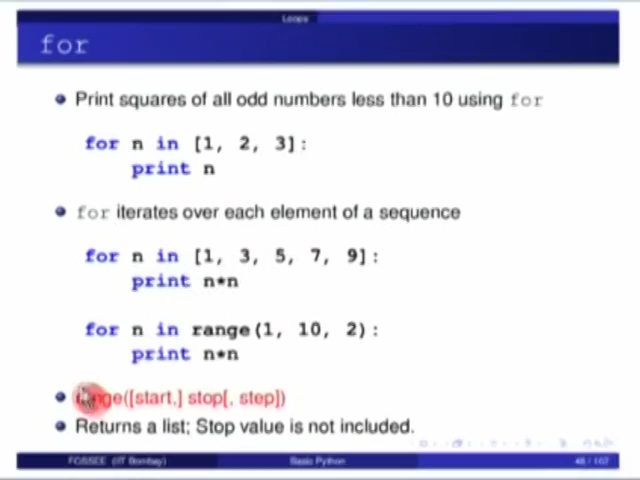 Loops
for
Print squares of all odd numbers less than 10 using for
for n in [1, 2, 3]:
print n
for iterates over each element of a sequence
for n in [1, 3, 5, 7, 9]:
print n*n
for n in range(1, 10, 2):
print n*n
range([start,] stop[, step])
Returns a list; Stop value is not included.
FOSSEE (IIT Bombay) Basic Python